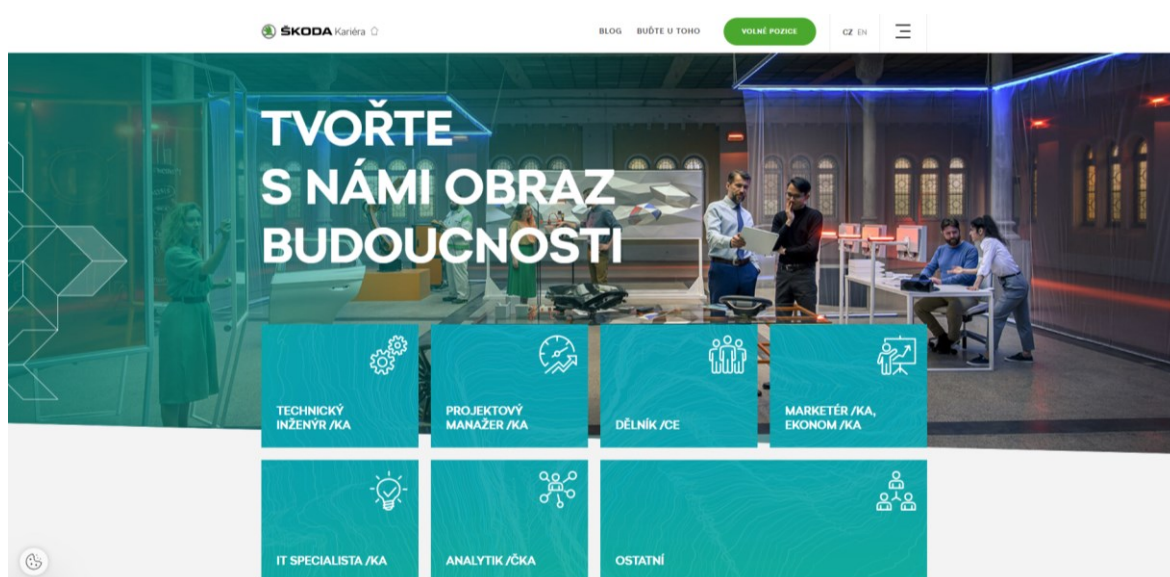 ŠKODA Kariéra
BLOG
BUĎTE U TOHO
VOLNÉ POZICE
CZ EN
TVOŘTE
S NÁMI OBRAZ
BUDOUCNOSTI
TECHNICKÝ
INŽENÝR /KA
PROJEKTOVÝ
MANAŽER /KA
DĚLNÍK /CE
MARKETÉR /KA,
EKONOM /KA
IT SPECIALISTA /KA
ANALYTIK /ČKA
OSTATNÍ